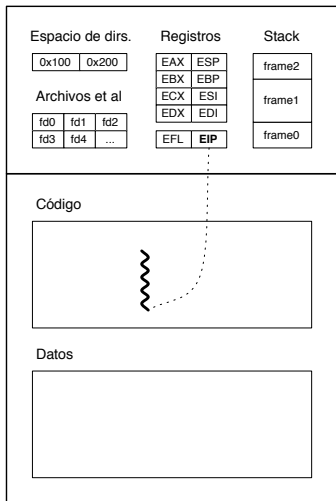 Espacio de dirs.
0x100 0x200
Archivos et al
fd0 fd1 fd2
fd3 fd4 ...
Registros
EAX ESP
EBX EBP
ECX ESI
EDX EDI
EFL EIP
Stack
frame2
frame1
frame0
Código
Datos